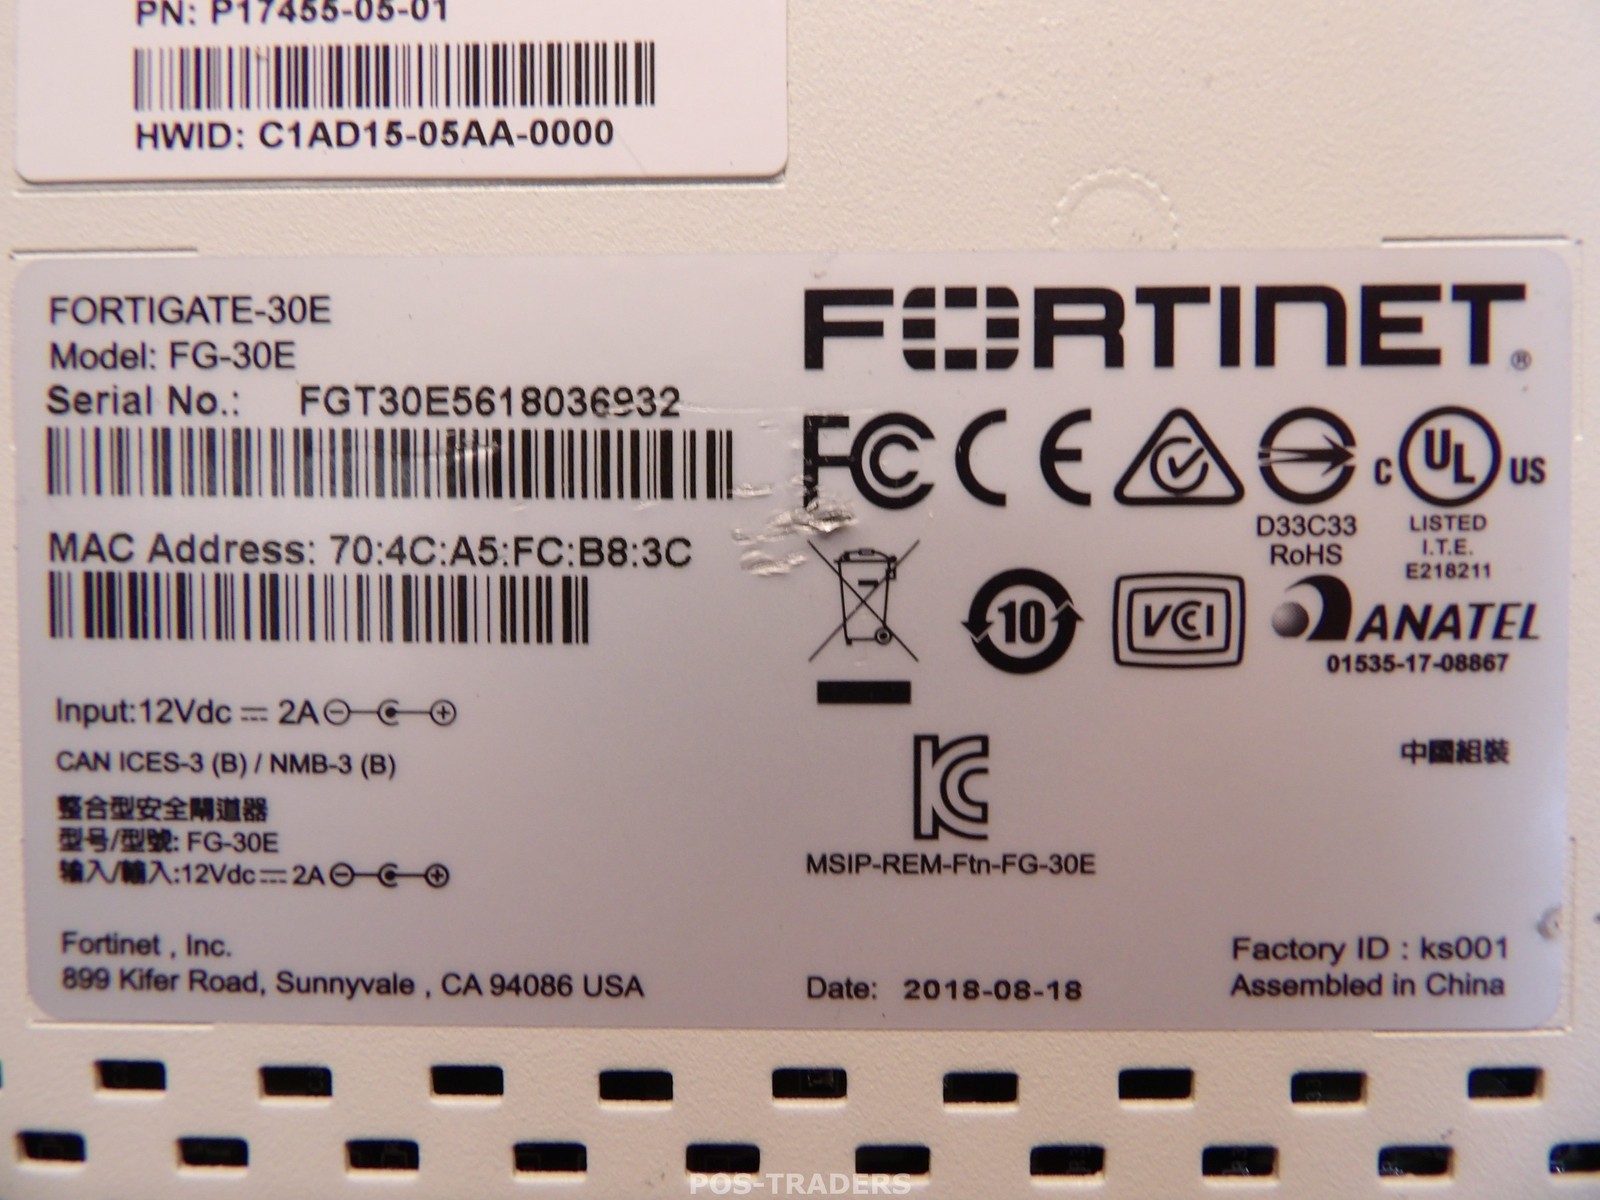 PN: P17455-05-01
HWID: C1AD15-05AA-0000
FORTIGATE-30E
Model: FG-30E
Serial No.: FGT30E5618036932
MAC Address: 70:4C:A5:FC:B8:3C
Input:12Vdc ⎓ 2A
CAN ICES-3 (B) / NMB-3 (B)
整合型安全閘道器
型号/型號: FG-30E
输入/輸入:12Vdc ⎓ 2A
Fortinet , Inc.
899 Kifer Road, Sunnyvale , CA 94086 USA
FORTINET®
FC CE
D33C33
RoHS
c UL US
LISTED
I.T.E.
E218211
10
VCI
ANATEL
01535-17-08867
中國組裝
KC
MSIP-REM-Ftn-FG-30E
Date: 2018-08-18
Factory ID : ks001
Assembled in China
POS-TRADERS